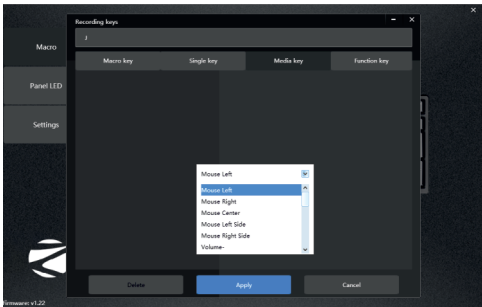 Recording keys
J
Macro
Macro key
Single key
Media key
Function key
Panel LED
Settings
Mouse Left
Mouse Left
Mouse Right
Mouse Center
Mouse Left Side
Mouse Right Side
Volume-
Delete
Apply
Cancel
Firmware: v1.22